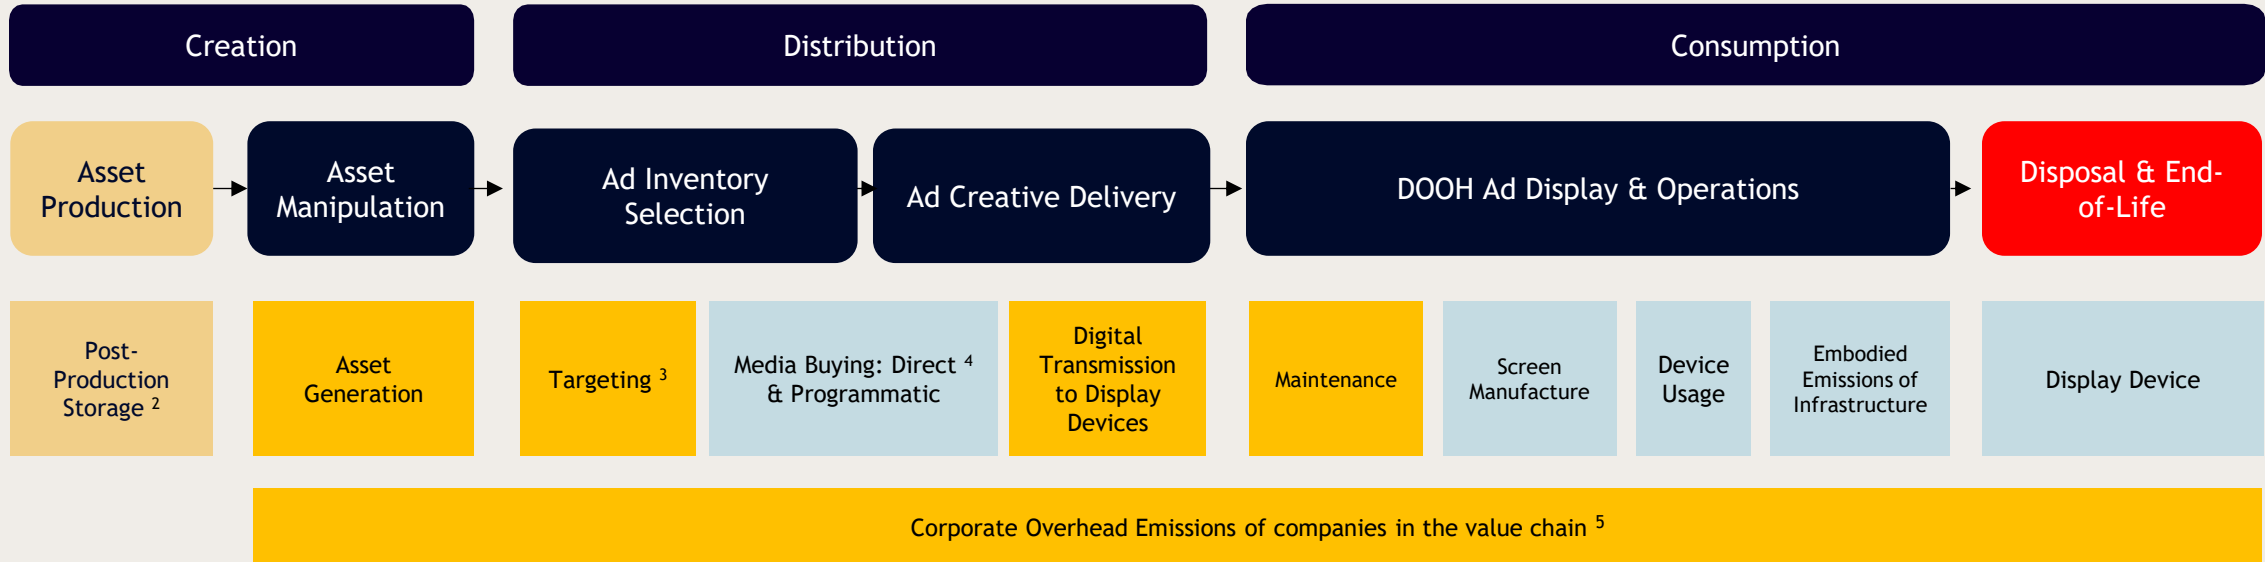 Creation
Distribution
Consumption
Asset
Production
Asset
Manipulation
Ad Inventory
Selection
Ad Creative Delivery
DOOH Ad Display & Operations
Disposal & End-
of-Life
Post-
Production
Storage 2
Asset
Generation
Targeting 3
Media Buying: Direct 4
& Programmatic
Digital
Transmission
to Display
Devices
Maintenance
Screen
Manufacture
Device
Usage
Embodied
Emissions of
Infrastructure
Display Device
Corporate Overhead Emissions of companies in the value chain 5